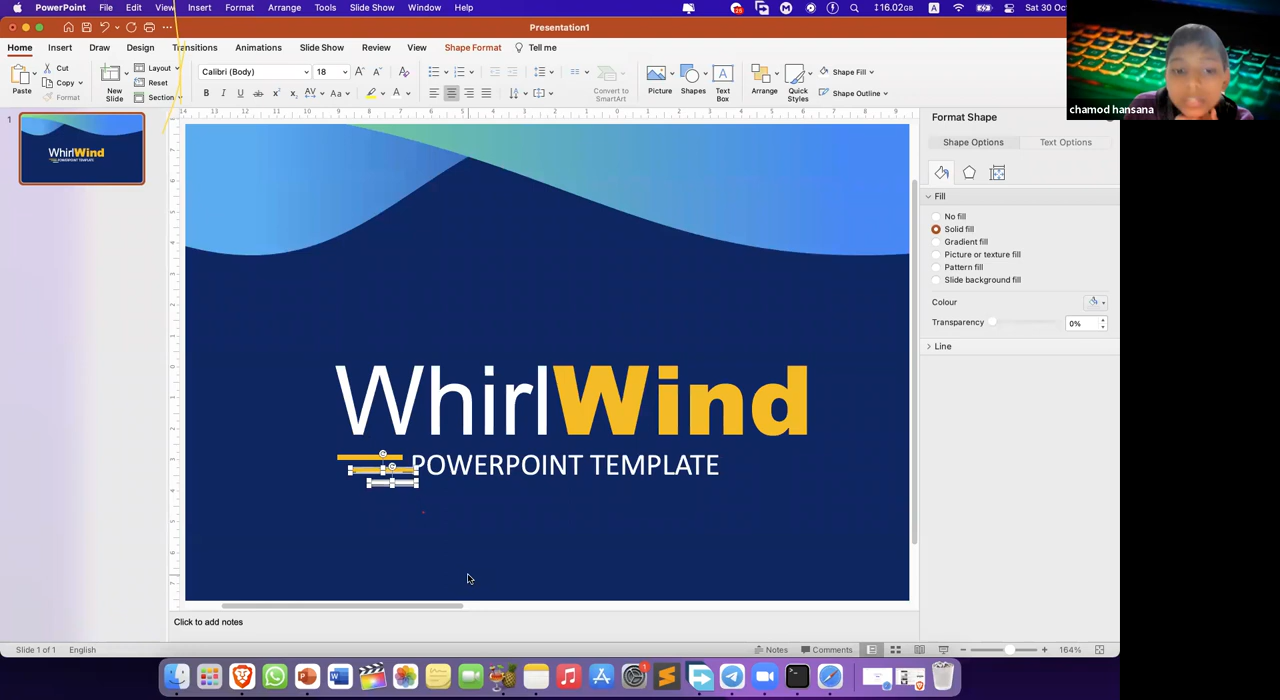 PowerPoint File Edit View Insert Format Arrange Tools Slide Show Window Help 16.02GB A Sat 30 Oc
Presentation1
Home Insert Draw Design Transitions Animations Slide Show Review View Shape Format Tell me
Paste Cut Copy Format New Slide Layout Reset Section Calibri (Body) 18 Convert to SmartArt Picture Shapes Text Box Arrange Quick Styles Shape Fill Shape Outline
chamod hansana
Format Shape
Shape Options Text Options
Fill
No fill
Solid fill
Gradient fill
Picture or texture fill
Pattern fill
Slide background fill
Colour
Transparency 0%
Line
1
WhirlWind
POWERPOINT TEMPLATE
WhirlWind
POWERPOINT TEMPLATE
Click to add notes
Slide 1 of 1 English Notes Comments 164%